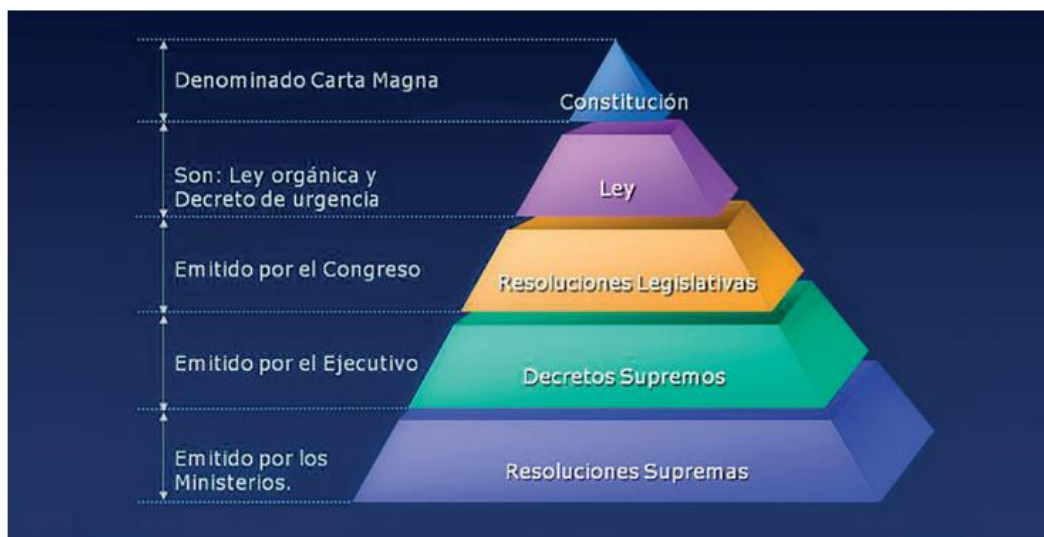 Denominado Carta Magna
Constitución
Son: Ley orgánica y
Decreto de urgencia
Ley
Emitido por el Congreso
Resoluciones Legislativas
Emitido por el Ejecutivo
Decretos Supremos
Emitido por los
Ministerios.
Resoluciones Supremas